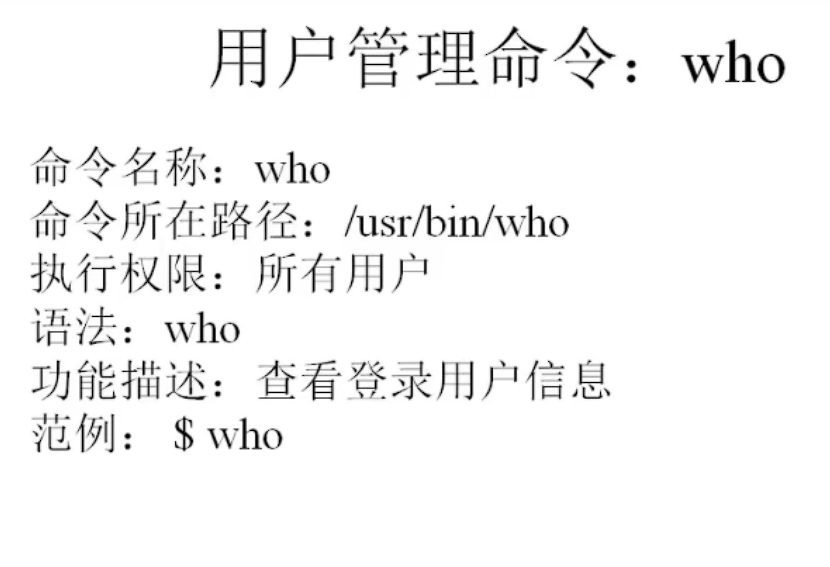 用户管理命令：who
命令名称：who
命令所在路径：/usr/bin/who
执行权限：所有用户
语法：who
功能描述：查看登录用户信息
范例： $ who